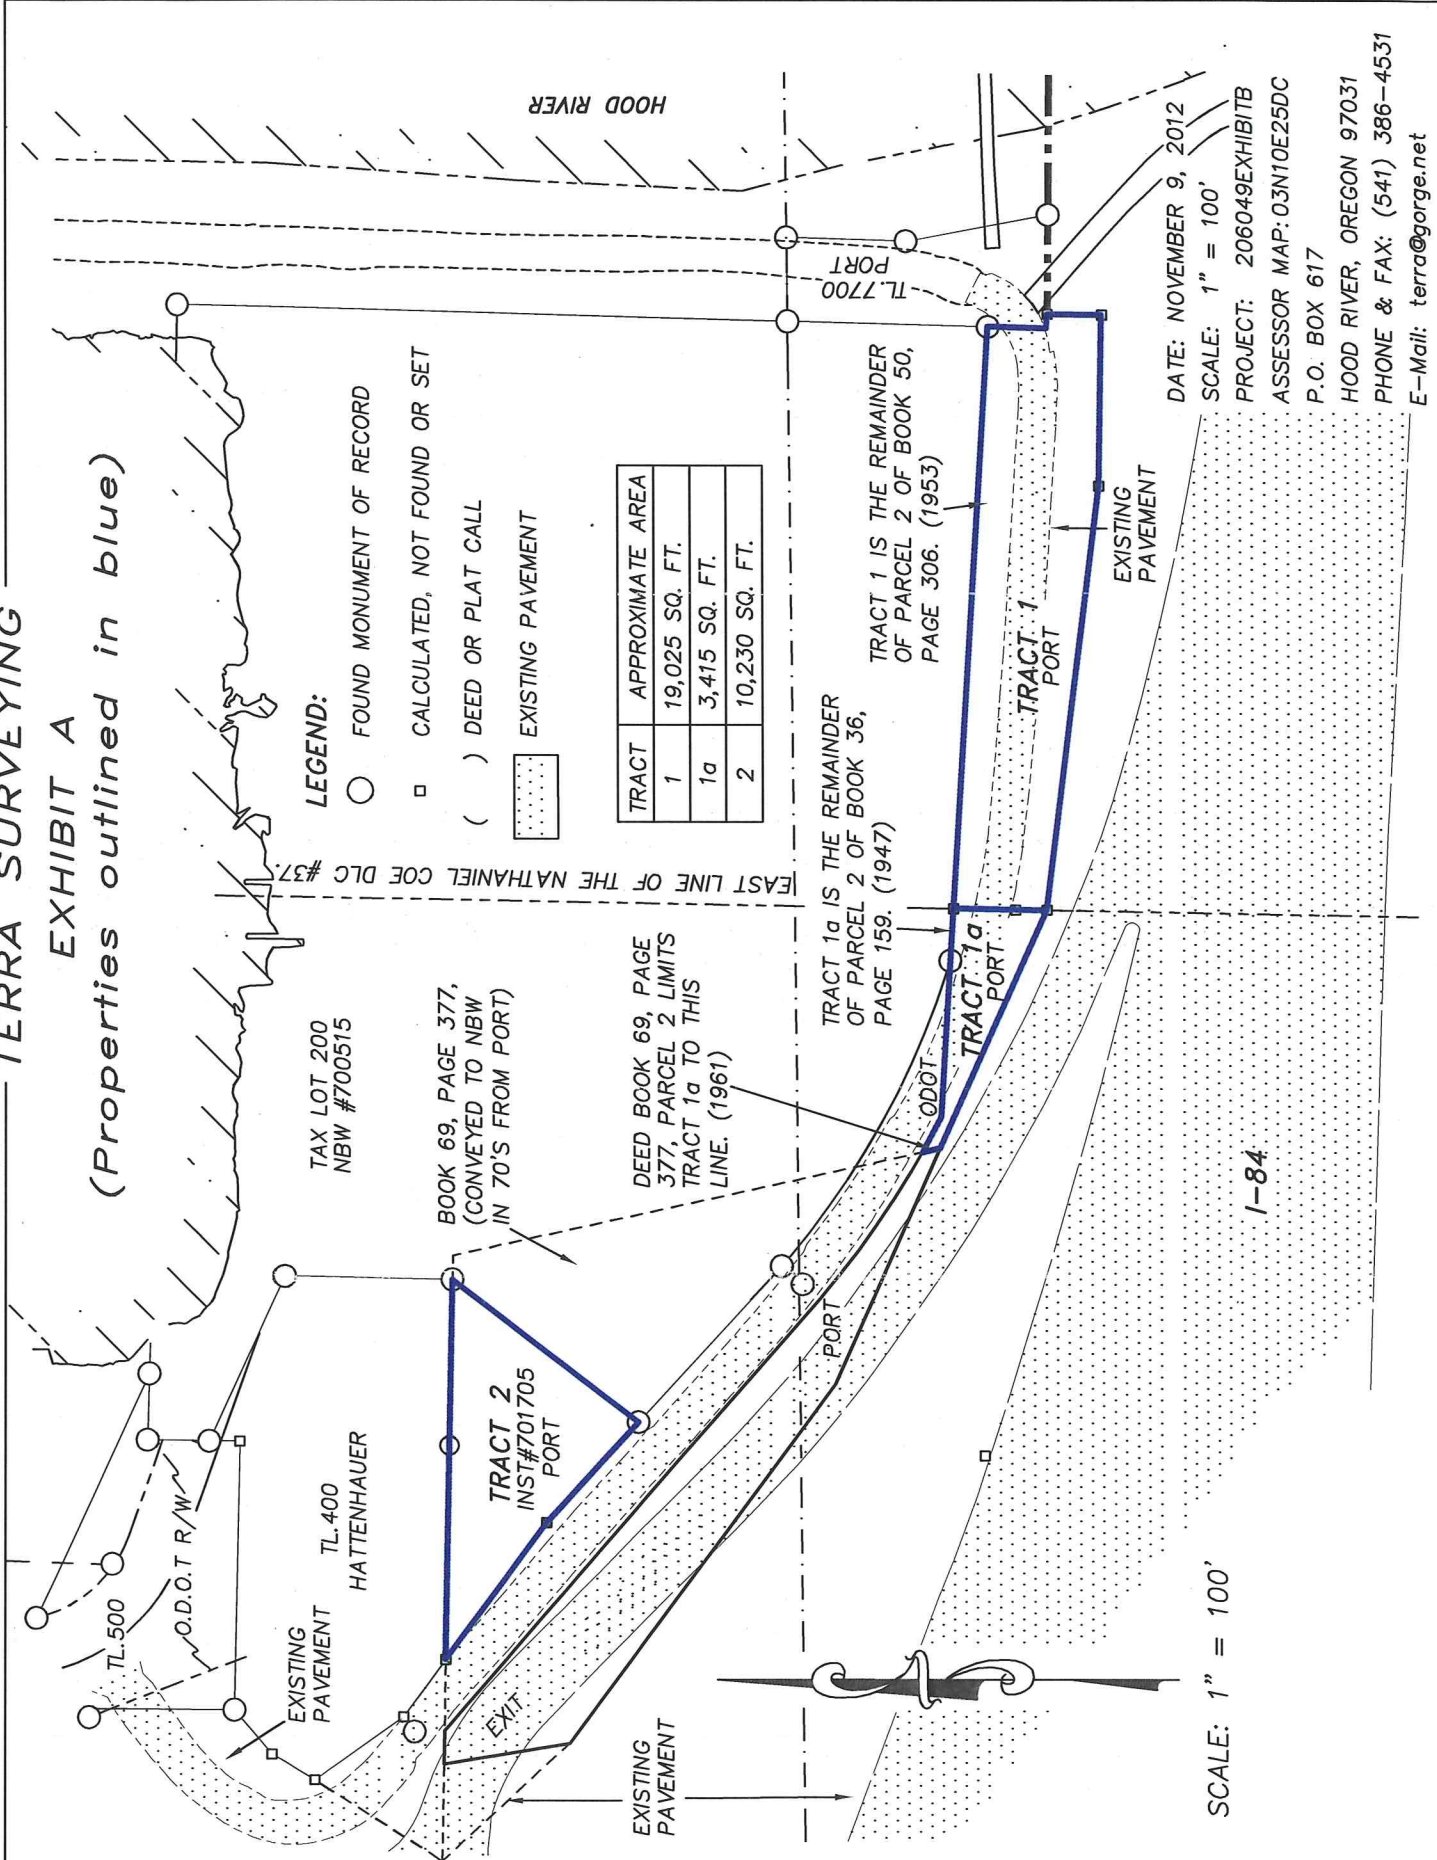 TERRA SURVEYING
EXHIBIT A
(Properties outlined in blue)
HOOD RIVER
LEGEND:
FOUND MONUMENT OF RECORD
CALCULATED, NOT FOUND OR SET
( ) DEED OR PLAT CALL
EXISTING PAVEMENT
TRACT APPROXIMATE AREA
1 19,025 SQ. FT.
1a 3,415 SQ. FT.
2 10,230 SQ. FT.
EAST LINE OF THE NATHANIEL COE DLC #37.
TAX LOT 200
NBW #700515
BOOK 69, PAGE 377,
(CONVEYED TO NBW
IN 70'S FROM PORT)
DEED BOOK 69, PAGE
377, PARCEL 2 LIMITS
TRACT 1a TO THIS
LINE. (1961)
TRACT 1a IS THE REMAINDER
OF PARCEL 2 OF BOOK 36,
PAGE 159. (1947)
TRACT 1 IS THE REMAINDER
OF PARCEL 2 OF BOOK 50,
PAGE 306. (1953)
TL.7700
PORT
TL.500
O.D.O.T R/W
EXISTING
PAVEMENT
TL.400
HATTENHAUER
TRACT 2
INST#701705
PORT
EXIT
PORT
ODOT
TRACT 1a
PORT
TRACT 1
PORT
EXISTING
PAVEMENT
EXISTING
PAVEMENT
I-84
SCALE: 1" = 100'
DATE: NOVEMBER 9, 2012
SCALE: 1" = 100'
PROJECT: 206049EXHIBITB
ASSESSOR MAP: 03N10E25DC
P.O. BOX 617
HOOD RIVER, OREGON 97031
PHONE & FAX: (541) 386-4531
E-Mail: terra@gorge.net